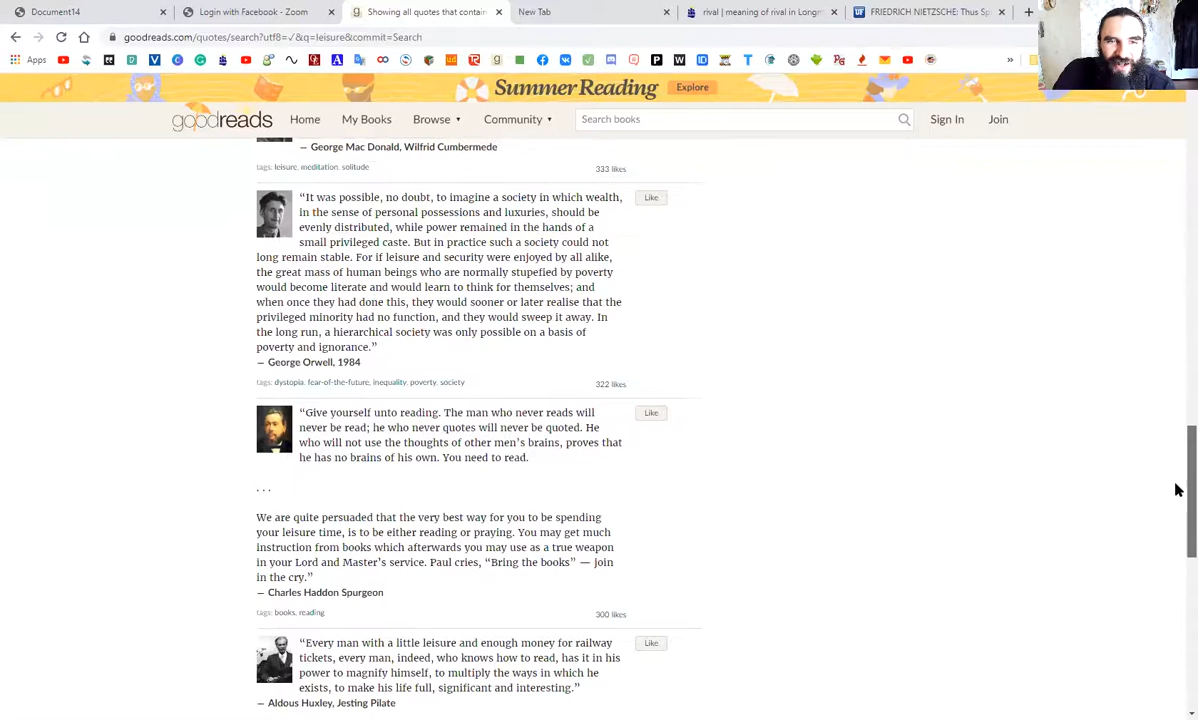 Document14
Login with Facebook - Zoom
Showing all quotes that contain
New Tab
rival | meaning of rival in Longm
FRIEDRICH NIETZSCHE: Thus Sp
goodreads.com/quotes/search?utf8=✓&q=leisure&commit=Search
Apps
Summer Reading Explore
goodreads Home My Books Browse Community Search books Sign In Join
— George Mac Donald, Wilfrid Cumbermede
tags: leisure, meditation, solitude 333 likes
“It was possible, no doubt, to imagine a society in which wealth, Like
in the sense of personal possessions and luxuries, should be
evenly distributed, while power remained in the hands of a
small privileged caste. But in practice such a society could not
long remain stable. For if leisure and security were enjoyed by all alike,
the great mass of human beings who are normally stupefied by poverty
would become literate and would learn to think for themselves; and
when once they had done this, they would sooner or later realise that the
privileged minority had no function, and they would sweep it away. In
the long run, a hierarchical society was only possible on a basis of
poverty and ignorance.”
— George Orwell, 1984
tags: dystopia, fear-of-the-future, inequality, poverty, society 322 likes
“Give yourself unto reading. The man who never reads will Like
never be read; he who never quotes will never be quoted. He
who will not use the thoughts of other men’s brains, proves that
he has no brains of his own. You need to read.
. . .
We are quite persuaded that the very best way for you to be spending
your leisure time, is to be either reading or praying. You may get much
instruction from books which afterwards you may use as a true weapon
in your Lord and Master’s service. Paul cries, “Bring the books” — join
in the cry.”
— Charles Haddon Spurgeon
tags: books, reading 300 likes
“Every man with a little leisure and enough money for railway Like
tickets, every man, indeed, who knows how to read, has it in his
power to magnify himself, to multiply the ways in which he
exists, to make his life full, significant and interesting.”
— Aldous Huxley, Jesting Pilate